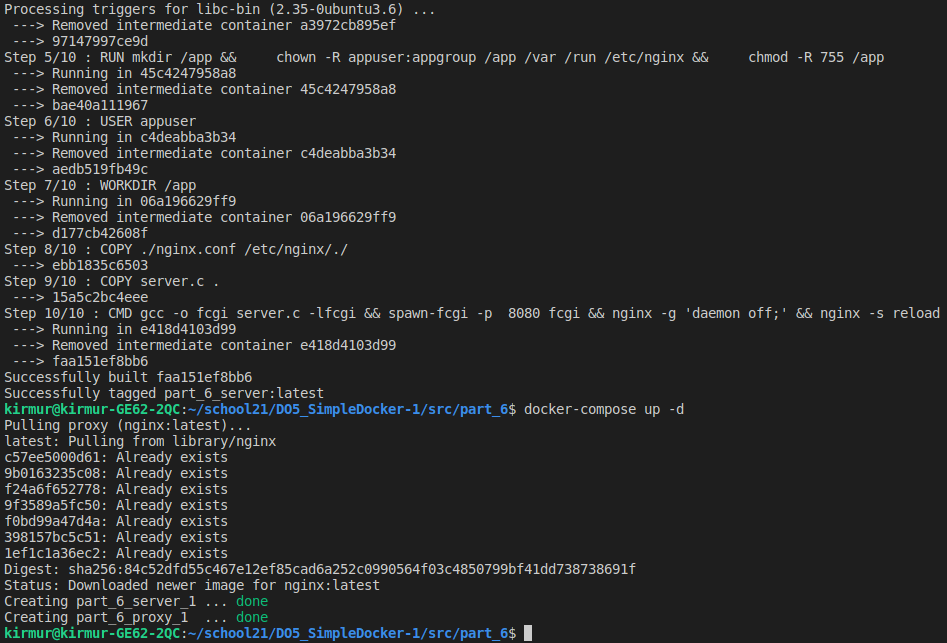 Processing triggers for libc-bin (2.35-0ubuntu3.6) ...
 ---> Removed intermediate container a3972cb895ef
 ---> 97147997ce9d
Step 5/10 : RUN mkdir /app &&     chown -R appuser:appgroup /app /var /run /etc/nginx &&     chmod -R 755 /app
 ---> Running in 45c4247958a8
 ---> Removed intermediate container 45c4247958a8
 ---> bae40a111967
Step 6/10 : USER appuser
 ---> Running in c4deabba3b34
 ---> Removed intermediate container c4deabba3b34
 ---> aedb519fb49c
Step 7/10 : WORKDIR /app
 ---> Running in 06a196629ff9
 ---> Removed intermediate container 06a196629ff9
 ---> d177cb42608f
Step 8/10 : COPY ./nginx.conf /etc/nginx/./
 ---> ebb1835c6503
Step 9/10 : COPY server.c .
 ---> 15a5c2bc4eee
Step 10/10 : CMD gcc -o fcgi server.c -lfcgi && spawn-fcgi -p  8080 fcgi && nginx -g 'daemon off;' && nginx -s reload
 ---> Running in e418d4103d99
 ---> Removed intermediate container e418d4103d99
 ---> faa151ef8bb6
Successfully built faa151ef8bb6
Successfully tagged part_6_server:latest
kirmur@kirmur-GE62-2QC:~/school21/DO5_SimpleDocker-1/src/part_6$ docker-compose up -d
Pulling proxy (nginx:latest)...
latest: Pulling from library/nginx
c57ee5000d61: Already exists
9b0163235c08: Already exists
f24a6f652778: Already exists
9f3589a5fc50: Already exists
f0bd99a47d4a: Already exists
398157bc5c51: Already exists
1ef1c1a36ec2: Already exists
Digest: sha256:84c52dfd55c467e12ef85cad6a252c0990564f03c4850799bf41dd738738691f
Status: Downloaded newer image for nginx:latest
Creating part_6_server_1 ... done
Creating part_6_proxy_1  ... done
kirmur@kirmur-GE62-2QC:~/school21/DO5_SimpleDocker-1/src/part_6$